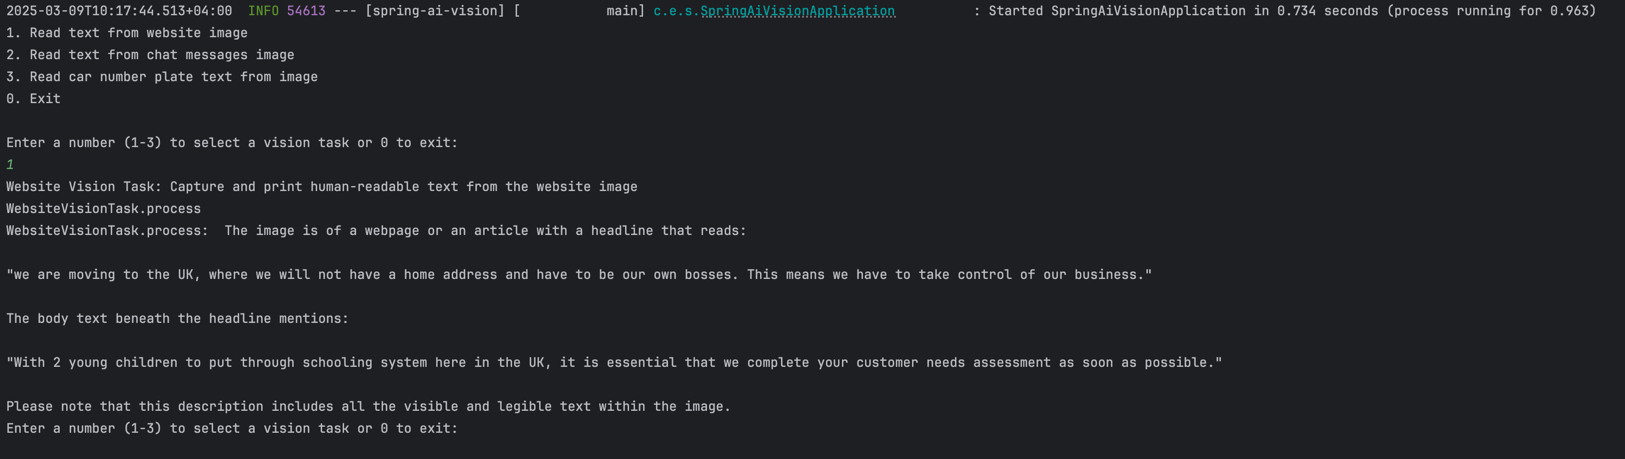 2025-03-09T10:17:44.513+04:00  INFO 54613 --- [spring-ai-vision] [           main] c.e.s.SpringAiVisionApplication          : Started SpringAiVisionApplication in 0.734 seconds (process running for 0.963)
1. Read text from website image
2. Read text from chat messages image
3. Read car number plate text from image
0. Exit
Enter a number (1-3) to select a vision task or 0 to exit:
1
Website Vision Task: Capture and print human-readable text from the website image
WebsiteVisionTask.process
WebsiteVisionTask.process:  The image is of a webpage or an article with a headline that reads:
"we are moving to the UK, where we will not have a home address and have to be our own bosses. This means we have to take control of our business."
The body text beneath the headline mentions:
"With 2 young children to put through schooling system here in the UK, it is essential that we complete your customer needs assessment as soon as possible."
Please note that this description includes all the visible and legible text within the image.
Enter a number (1-3) to select a vision task or 0 to exit: